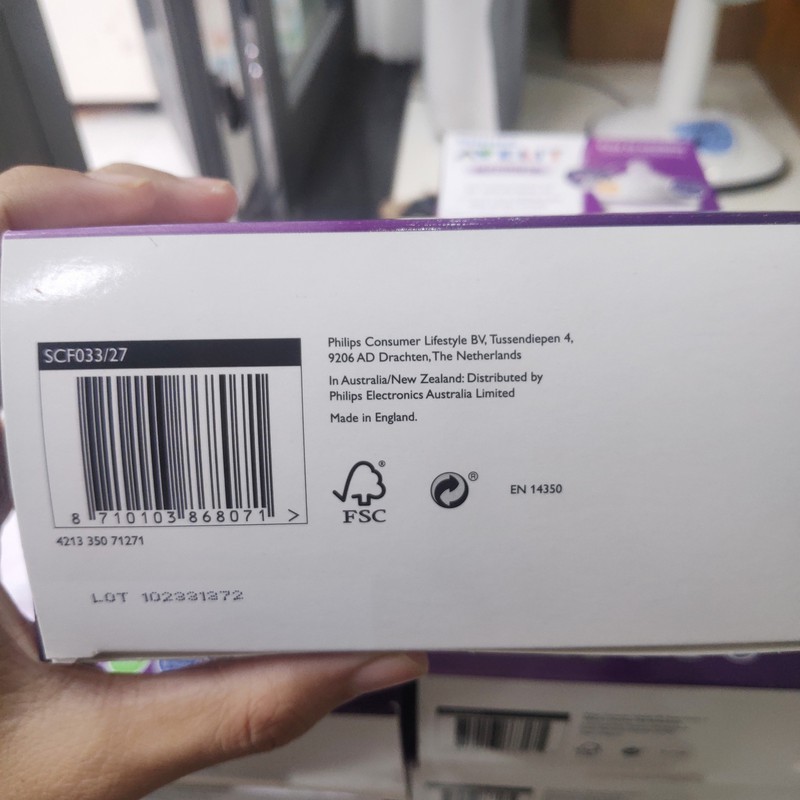 SCF033/27
8 710103 868071 >
4213 350 71271
LOT 102331372
Philips Consumer Lifestyle BV, Tussendiepen 4,
9206 AD Drachten, The Netherlands
In Australia/New Zealand: Distributed by
Philips Electronics Australia Limited
Made in England.
®
FSC
®
EN 14350